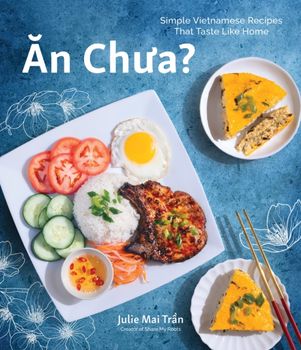 Simple Vietnamese Recipes
That Taste Like Home
Ăn Chưa?
Julie Mai Trần
Creator of Share My Roots